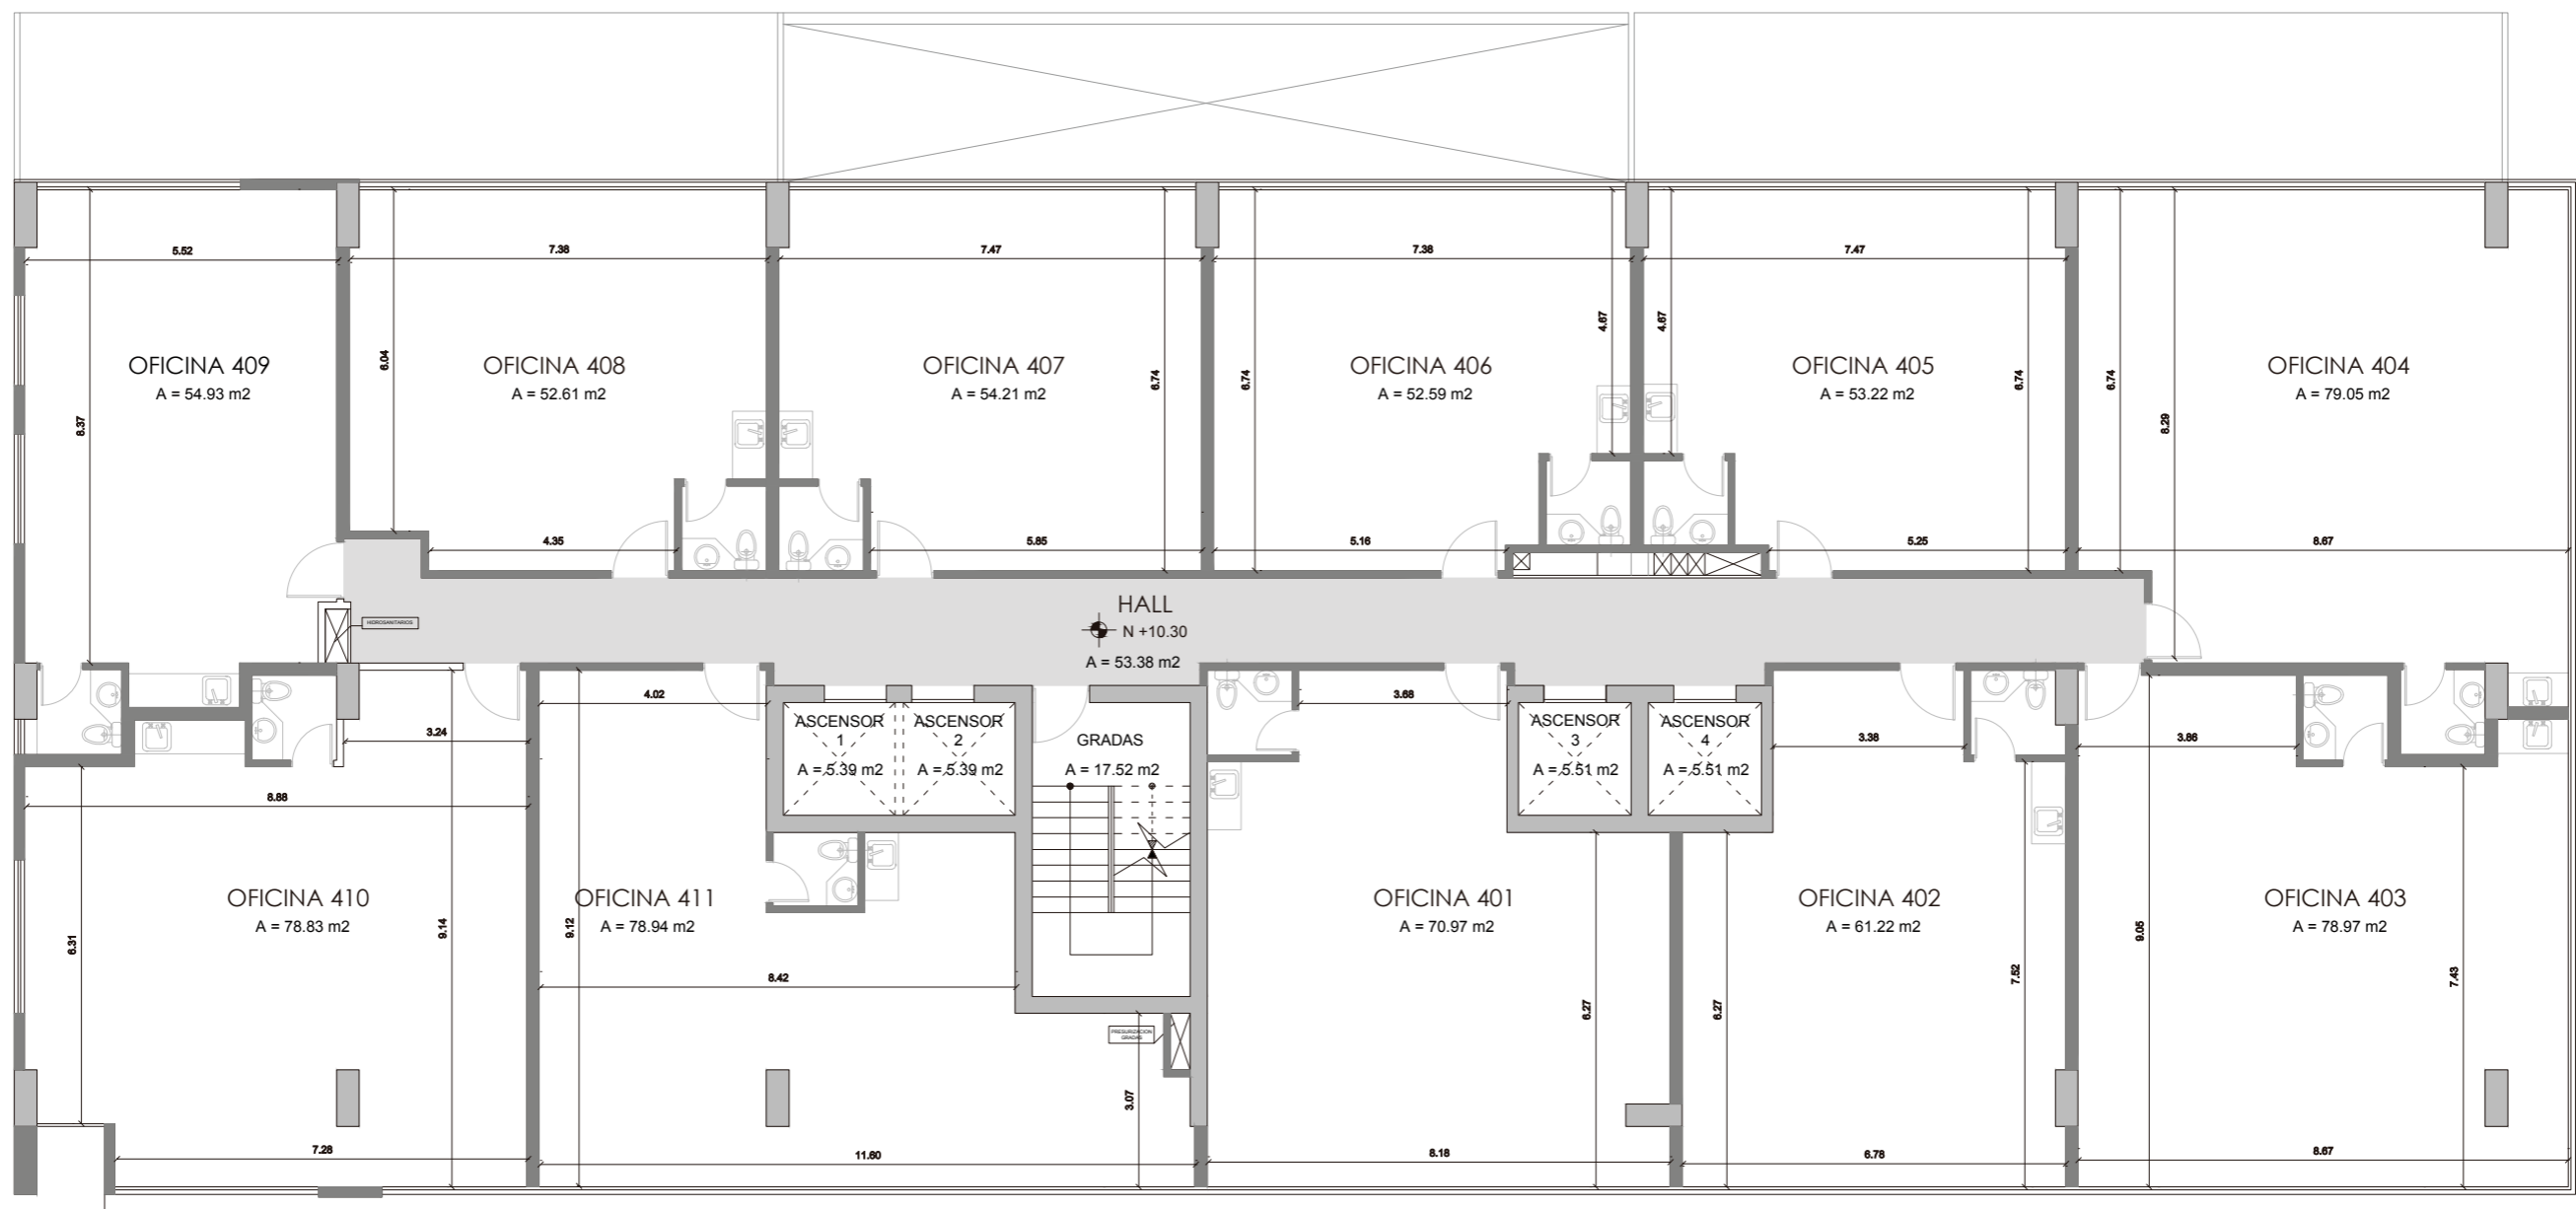 5.52
7.38
7.47
7.38
7.47
4.67
4.67
OFICINA 409
A = 54.93 m2
OFICINA 408
A = 52.61 m2
OFICINA 407
A = 54.21 m2
OFICINA 406
A = 52.59 m2
OFICINA 405
A = 53.22 m2
OFICINA 404
A = 79.05 m2
8.37
6.04
6.74
6.74
6.74
6.74
8.29
4.35
5.85
5.16
5.25
8.67
HIDROSANITARIOS
HALL
N +10.30
A = 53.38 m2
3.24
4.02
3.68
3.38
3.86
ASCENSOR
1
A = 5.39 m2
ASCENSOR
2
A = 5.39 m2
GRADAS
A = 17.52 m2
ASCENSOR
3
A = 5.51 m2
ASCENSOR
4
A = 5.51 m2
8.88
OFICINA 410
A = 78.83 m2
OFICINA 411
A = 78.94 m2
OFICINA 401
A = 70.97 m2
OFICINA 402
A = 61.22 m2
OFICINA 403
A = 78.97 m2
6.31
9.14
9.12
8.42
6.27
6.27
7.52
9.05
7.43
PRESURIZACION
GRADAS
3.07
7.28
11.60
8.18
6.78
8.67